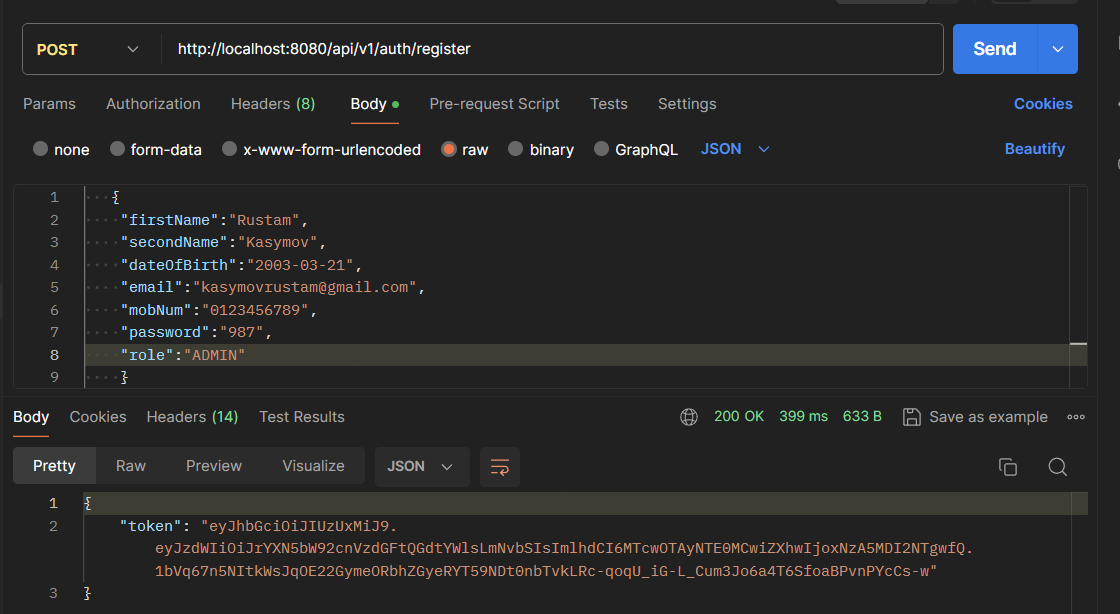 POST http://localhost:8080/api/v1/auth/register Send
Params Authorization Headers (8) Body Pre-request Script Tests Settings Cookies
none form-data x-www-form-urlencoded raw binary GraphQL JSON Beautify
1 {
2 "firstName":"Rustam",
3 "secondName":"Kasymov",
4 "dateOfBirth":"2003-03-21",
5 "email":"kasymovrustam@gmail.com",
6 "mobNum":"0123456789",
7 "password":"987",
8 "role":"ADMIN"
9 }
Body Cookies Headers (14) Test Results 200 OK 399 ms 633 B Save as example
Pretty Raw Preview Visualize JSON
1 {
2 "token": "eyJhbGciOiJIUzUxMiJ9.
eyJzdWIiOiJrYXN5bW92cnVzdGFtQGdtYWlsLmNvbSIsImlhdCI6MTcwOTAyNTE0MCwiZXhwIjoxNzA5MDI2NTgwfQ.
1bVq67n5NItkWsJqOE22GymeORbhZGyeRYT59NDt0nbTvkLRc-qoqU_iG-L_Cum3Jo6a4T6SfoaBPvnPYcCs-w"
3 }